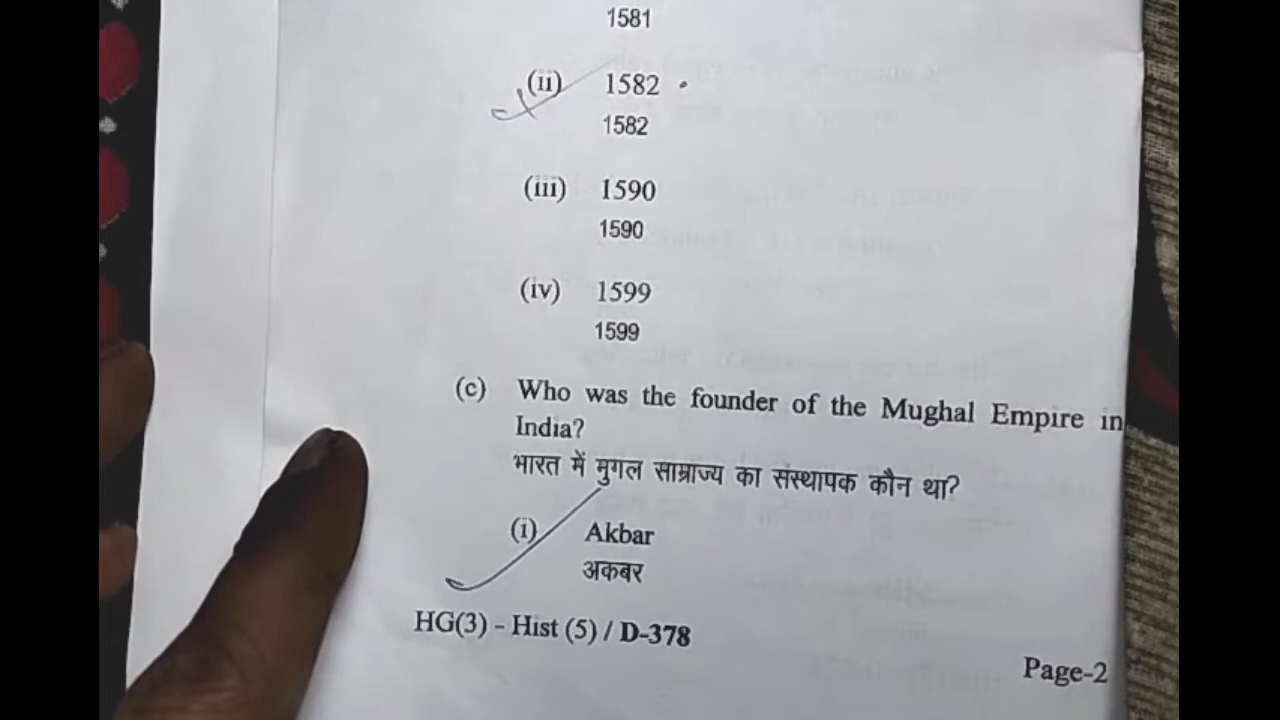 1581
(ii) 1582
1582
(iii) 1590
1590
(iv) 1599
1599
(c) Who was the founder of the Mughal Empire in
India?
भारत में मुगल साम्राज्य का संस्थापक कौन था?
(i) Akbar
अकबर
HG(3) - Hist (5) / D-378
Page-2